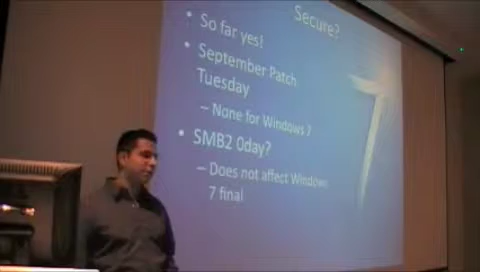 Secure?
• So far yes!
• September Patch
Tuesday
– None for Windows 7
• SMB2 0day?
– Does not affect Windows
7 final